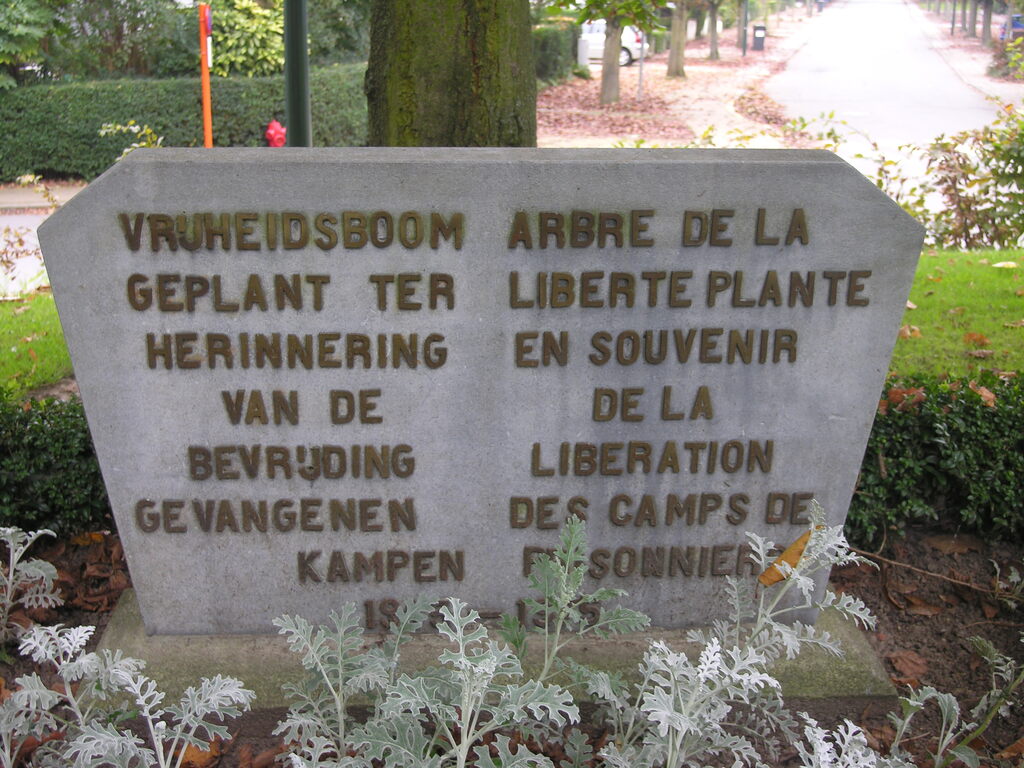 VRIJHEIDSBOOM
GEPLANT TER
HERINNERING
VAN DE
BEVRIJDING
GEVANGENEN
KAMPEN
ARBRE DE LA
LIBERTE PLANTE
EN SOUVENIR
DE LA
LIBERATION
DES CAMPS DE